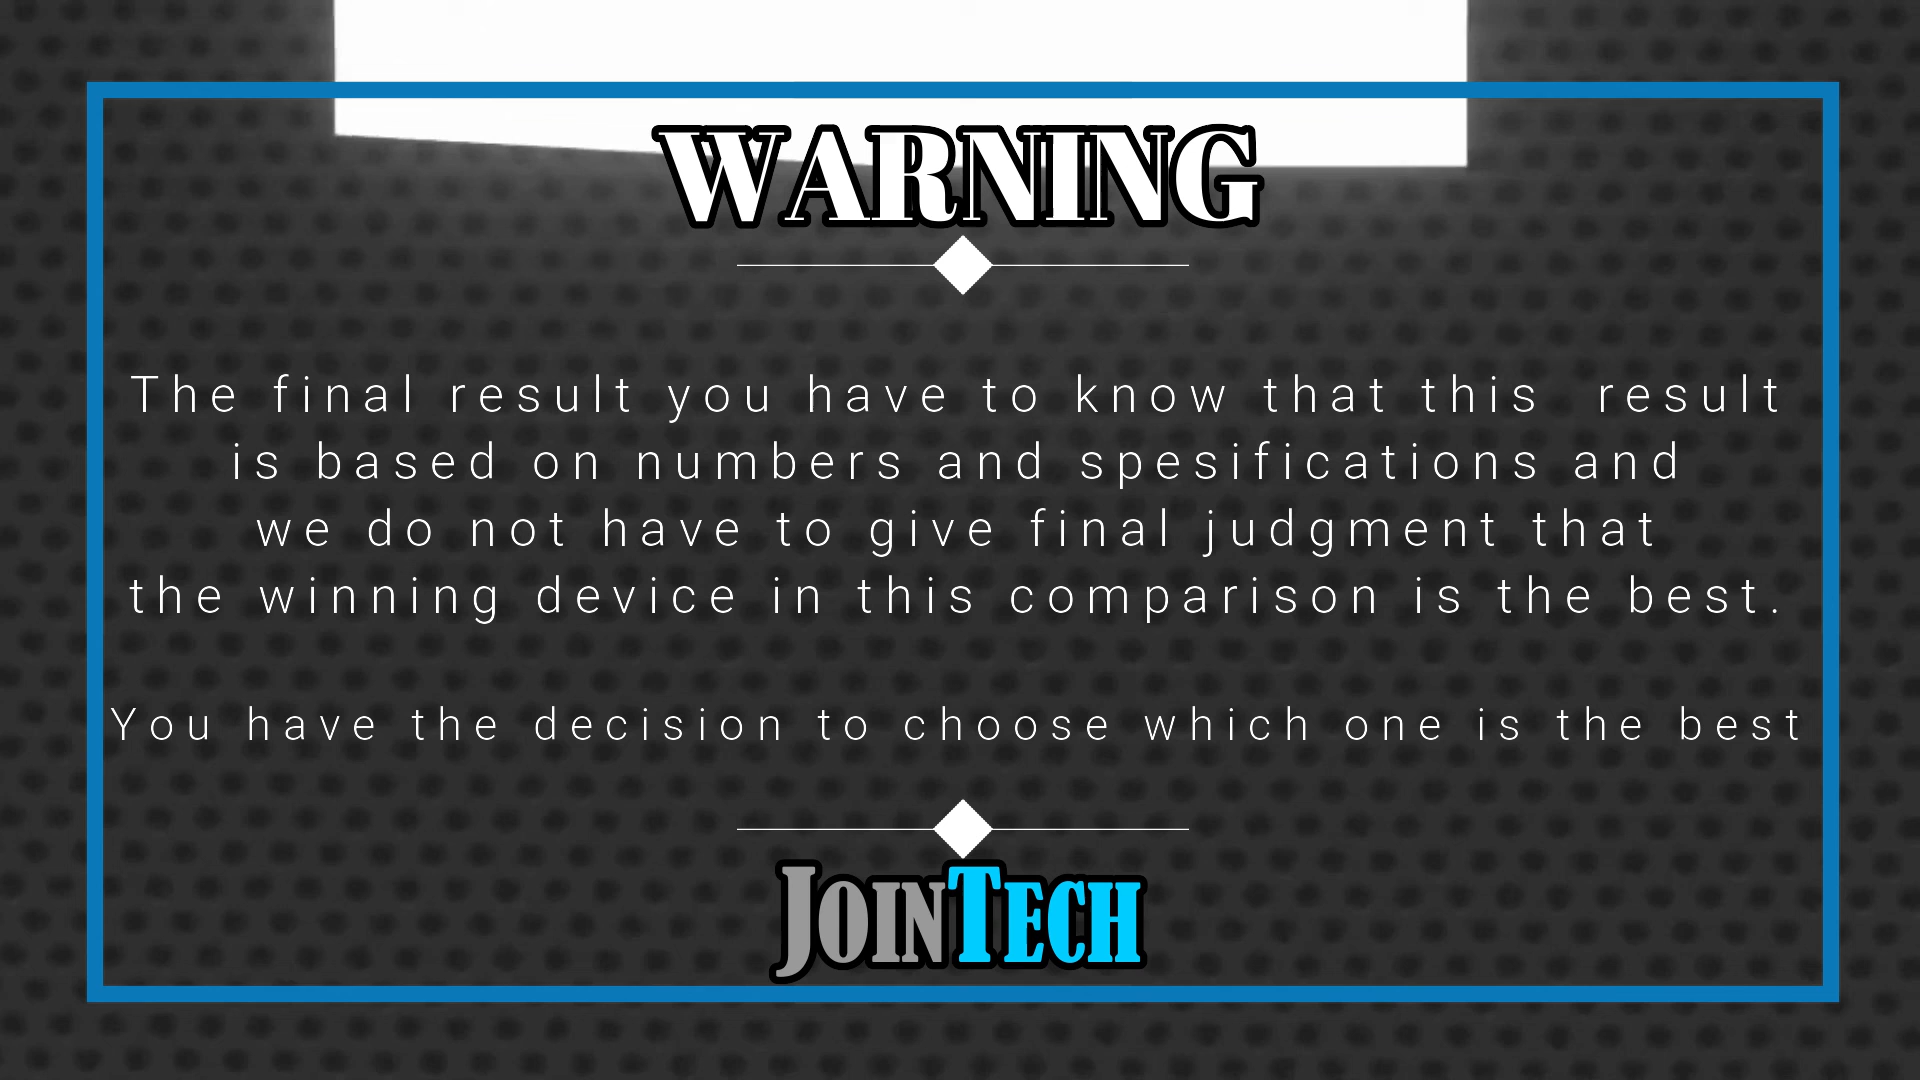 WARNING
The final result you have to know that this result
is based on numbers and spesifications and
we do not have to give final judgment that
the winning device in this comparison is the best.
You have the decision to choose which one is the best
JOINTECH